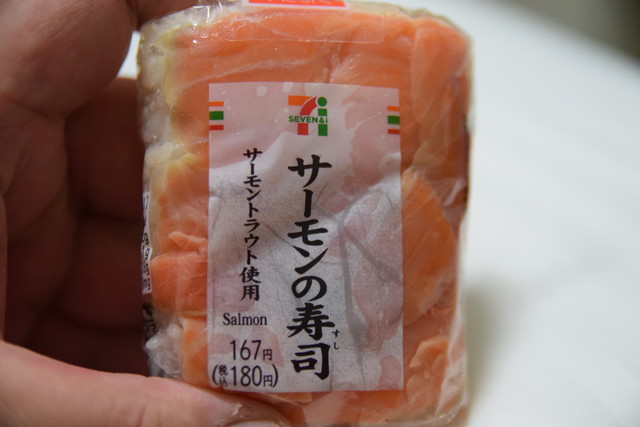 SEVEN&i
サーモンの寿司
すし
サーモントラウト使用
Salmon
167円
(税込180円)